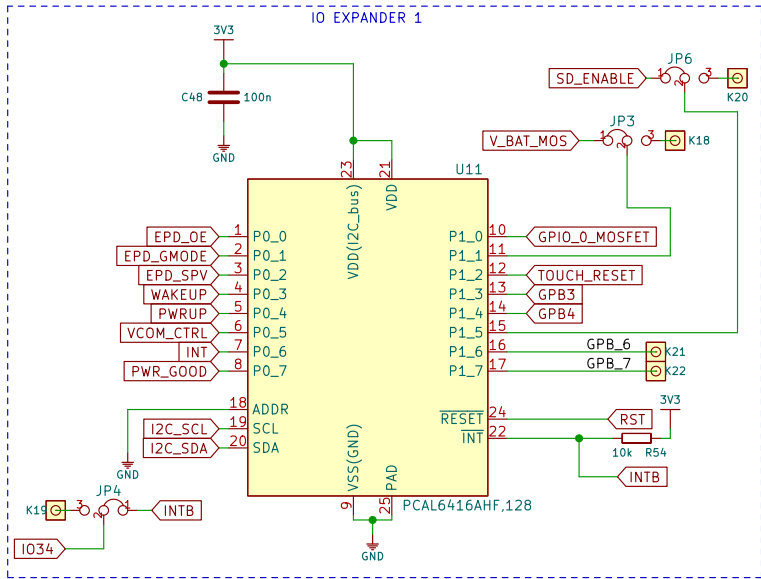 IO EXPANDER 1
3V3
C48 100n
GND
SD_ENABLE 1 JP6 2 3 K20
V_BAT_MOS 1 JP3 2 3 K18
U11
23 21
VDD(I2C_bus) VDD
EPD_OE 1 P0_0
EPD_GMODE 2 P0_1
EPD_SPV 3 P0_2
WAKEUP 4 P0_3
PWRUP 5 P0_4
VCOM_CTRL 6 P0_5
INT 7 P0_6
PWR_GOOD 8 P0_7
18 ADDR
I2C_SCL 19 SCL
I2C_SDA 20 SDA
GND
P1_0 10 GPIO_0_MOSFET
P1_1 11
P1_2 12 TOUCH_RESET
P1_3 13 GPB3
P1_4 14 GPB4
P1_5 15
P1_6 16 GPB_6 K21
P1_7 17 GPB_7 K22
RESET 24 RST
INT 22
3V3
10k R54
INTB
VSS(GND) PAD
9 25
PCAL6416AHF,128
GND
K19 3 JP4 2 1 INTB
IO34